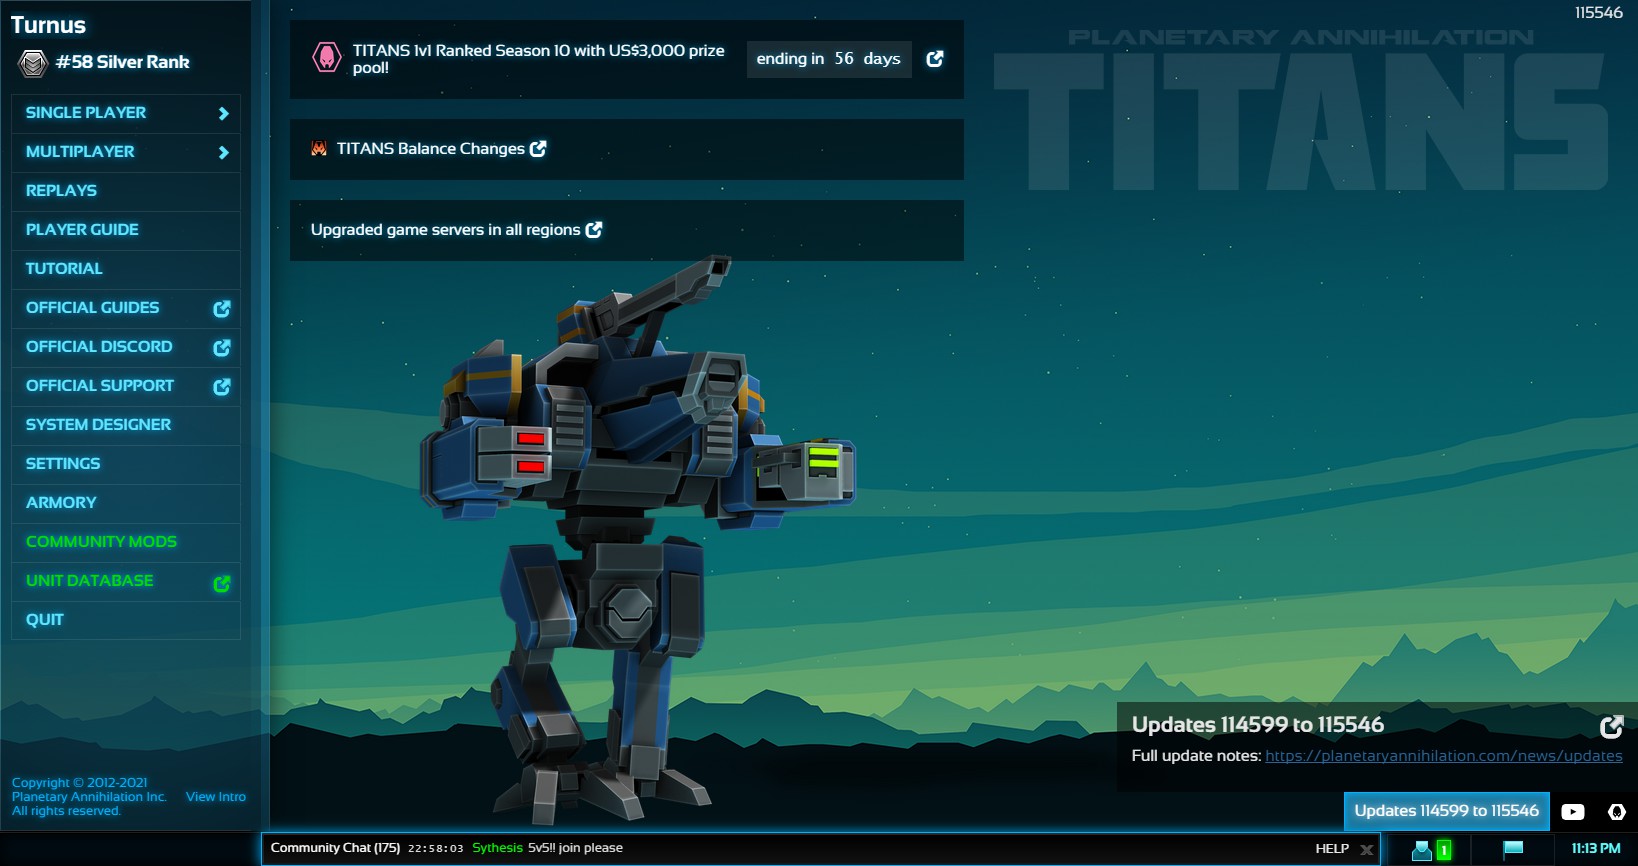 Turnus
#58 Silver Rank
SINGLE PLAYER
MULTIPLAYER
REPLAYS
PLAYER GUIDE
TUTORIAL
OFFICIAL GUIDES
OFFICIAL DISCORD
OFFICIAL SUPPORT
SYSTEM DESIGNER
SETTINGS
ARMORY
COMMUNITY MODS
UNIT DATABASE
QUIT
Copyright © 2012-2021
Planetary Annihilation Inc.
All rights reserved.
View Intro
TITANS 1v1 Ranked Season 10 with US$3,000 prize
pool!
ending in 56 days
TITANS Balance Changes
Upgraded game servers in all regions
115546
PLANETARY ANNIHILATION
TITANS
Updates 114599 to 115546
Full update notes: https://planetaryannihilation.com/news/updates
Updates 114599 to 115546
Community Chat (175) 22:58:03 Sythesis 5v5!! join please
HELP
1
11:13 PM